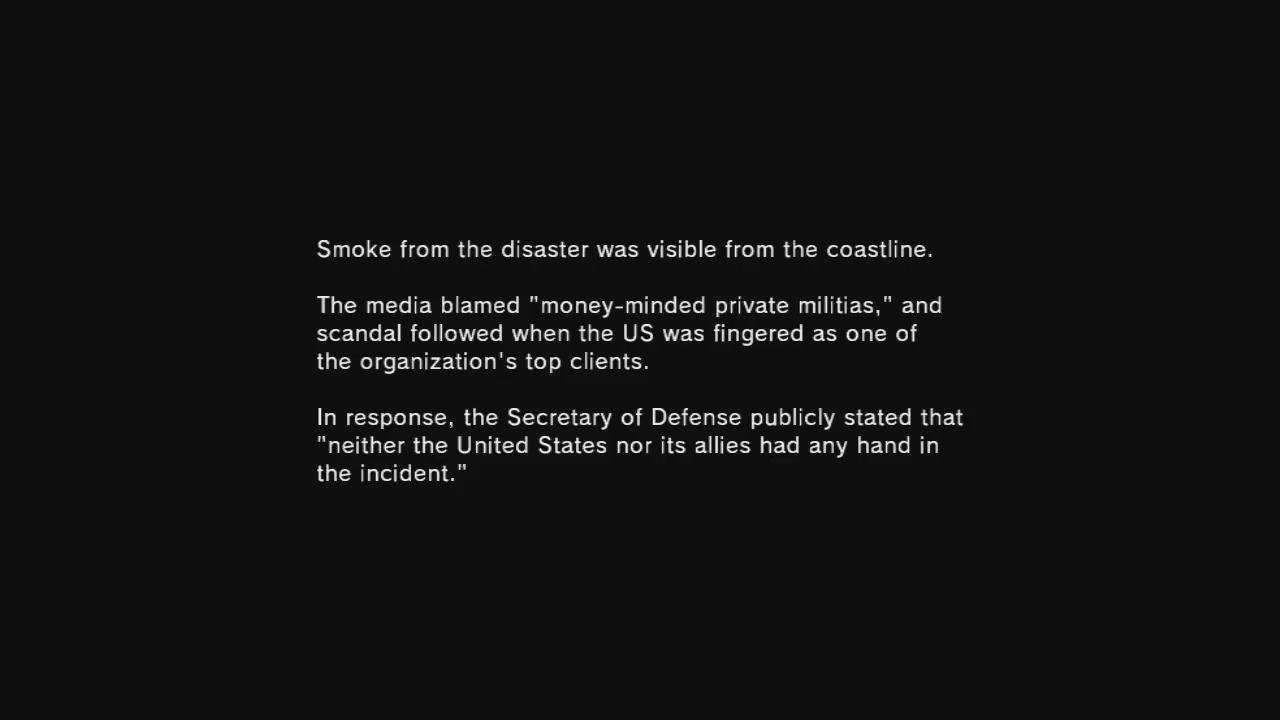 Smoke from the disaster was visible from the coastline.
The media blamed "money-minded private militias," and
scandal followed when the US was fingered as one of
the organization's top clients.
In response, the Secretary of Defense publicly stated that
"neither the United States nor its allies had any hand in
the incident."